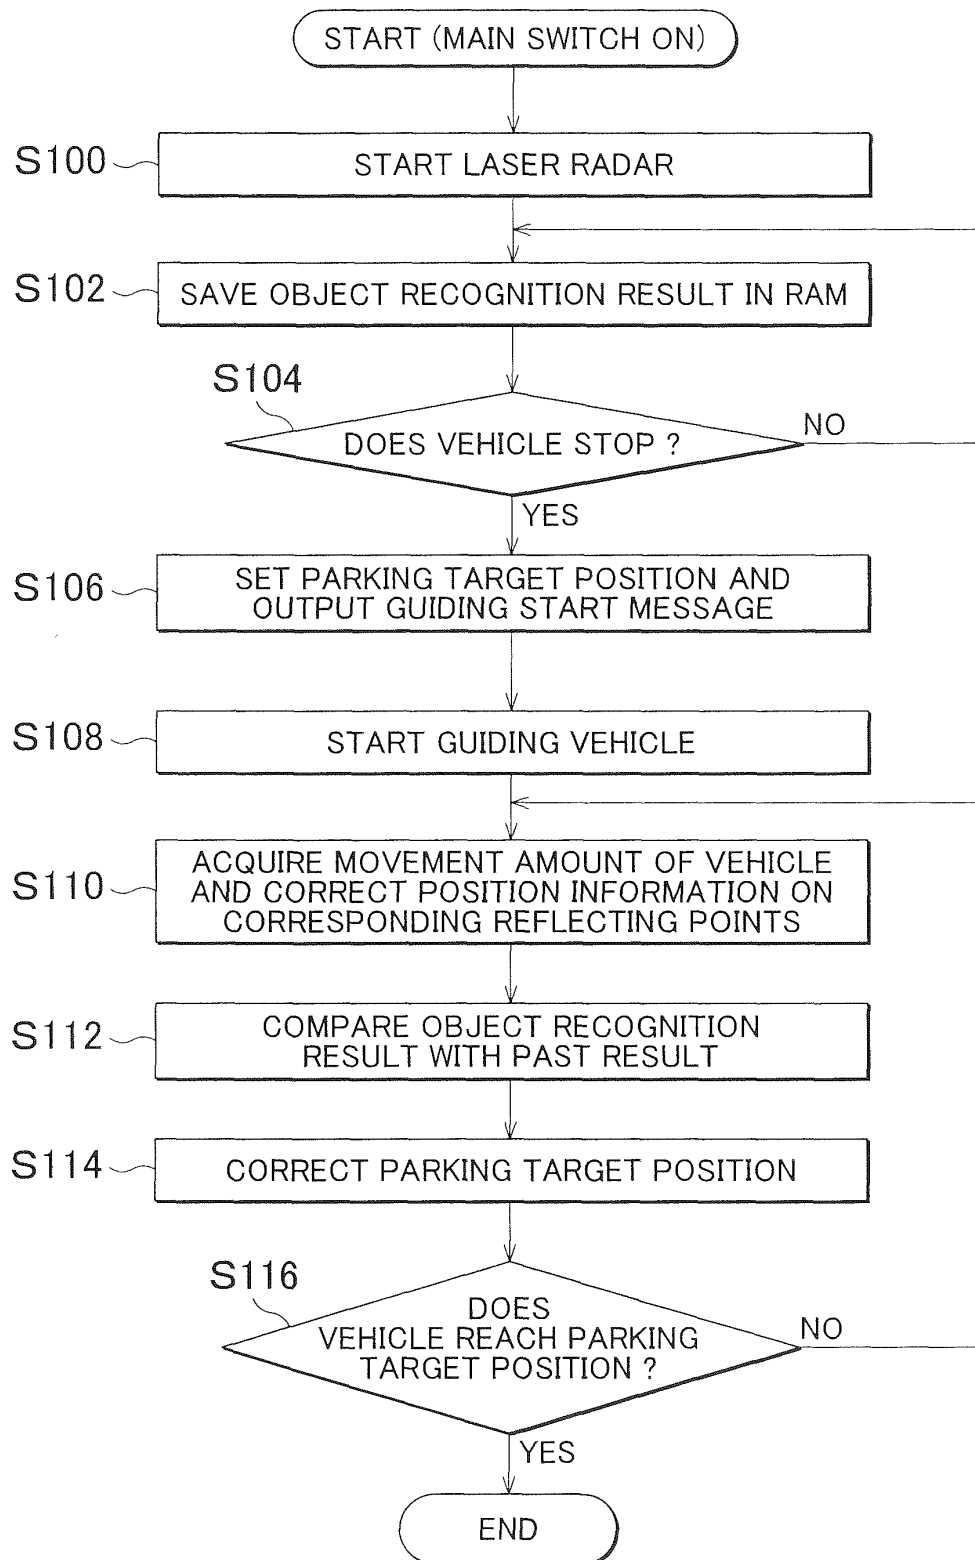 START (MAIN SWITCH ON)
S100
START LASER RADAR
S102
SAVE OBJECT RECOGNITION RESULT IN RAM
S104
DOES VEHICLE STOP ?
NO
YES
S106
SET PARKING TARGET POSITION AND
OUTPUT GUIDING START MESSAGE
S108
START GUIDING VEHICLE
S110
ACQUIRE MOVEMENT AMOUNT OF VEHICLE
AND CORRECT POSITION INFORMATION ON
CORRESPONDING REFLECTING POINTS
S112
COMPARE OBJECT RECOGNITION
RESULT WITH PAST RESULT
S114
CORRECT PARKING TARGET POSITION
S116
DOES
VEHICLE REACH PARKING
TARGET POSITION ?
NO
YES
END